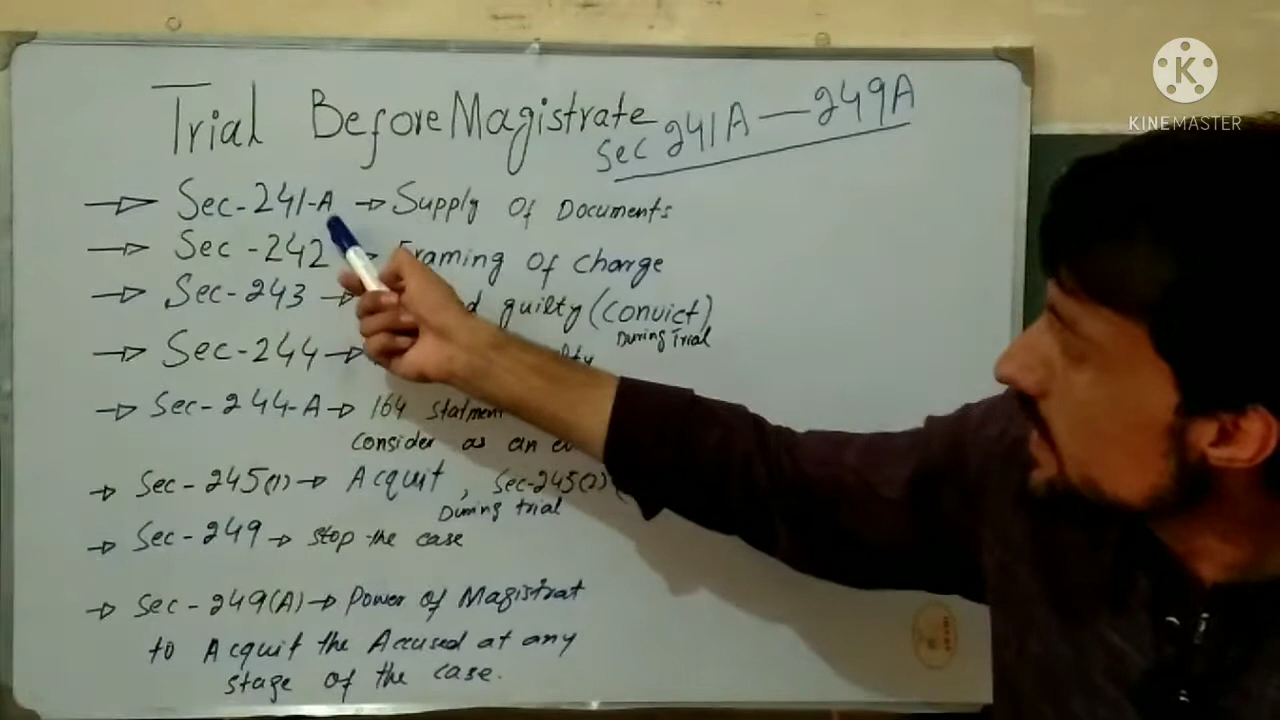 Trial Before Magistrate
Sec 241A — 249A
→ Sec-241-A → Supply Of Documents
→ Sec-242 → Framing Of Charge
→ Sec-243 → guilty (Convict)
During Trial
→ Sec-244 →
→ Sec-244-A → 164 Statment
Consider as an
→ Sec-245(1) → Acquit, Sec-245(2)
During trial
→ Sec-249 → Stop the case
→ Sec-249(A) → Power of Magistrat
to Acquit the Accused at any
stage of the case.
K
KINEMASTER